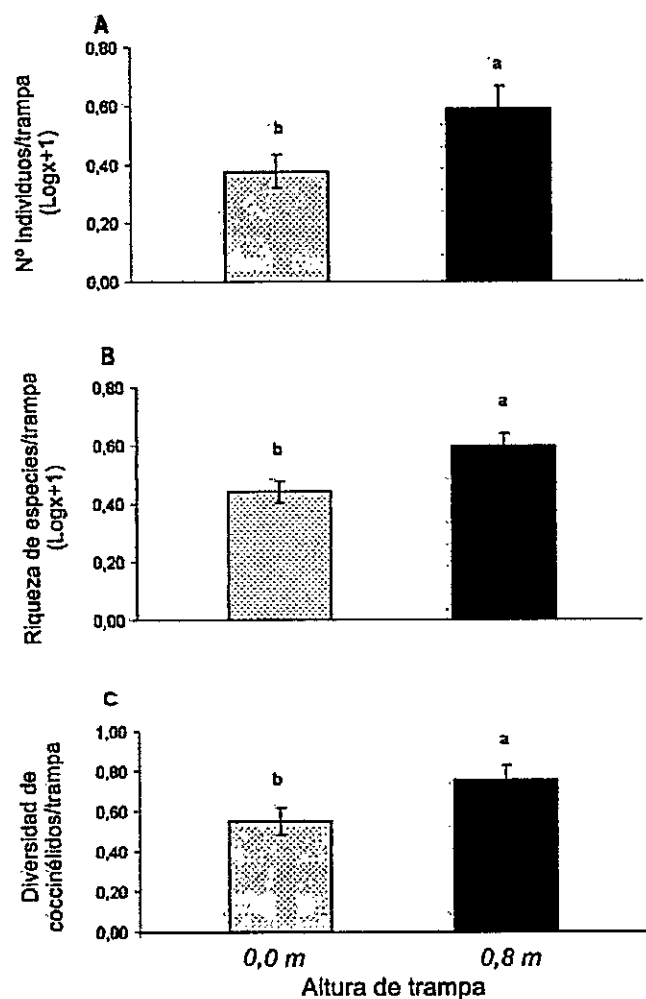 A
Nº Individuos/trampa
(Logx+1)
0,80
0,60
0,40
0,20
0,00
b
a
B
Riqueza de especies/trampa
(Logx+1)
0,80
0,60
0,40
0,20
0,00
b
a
C
Diversidad de
cóccinélidos/trampa
1,00
0,80
0,60
0,40
0,20
0,00
b
a
0,0 m
0,8 m
Altura de trampa